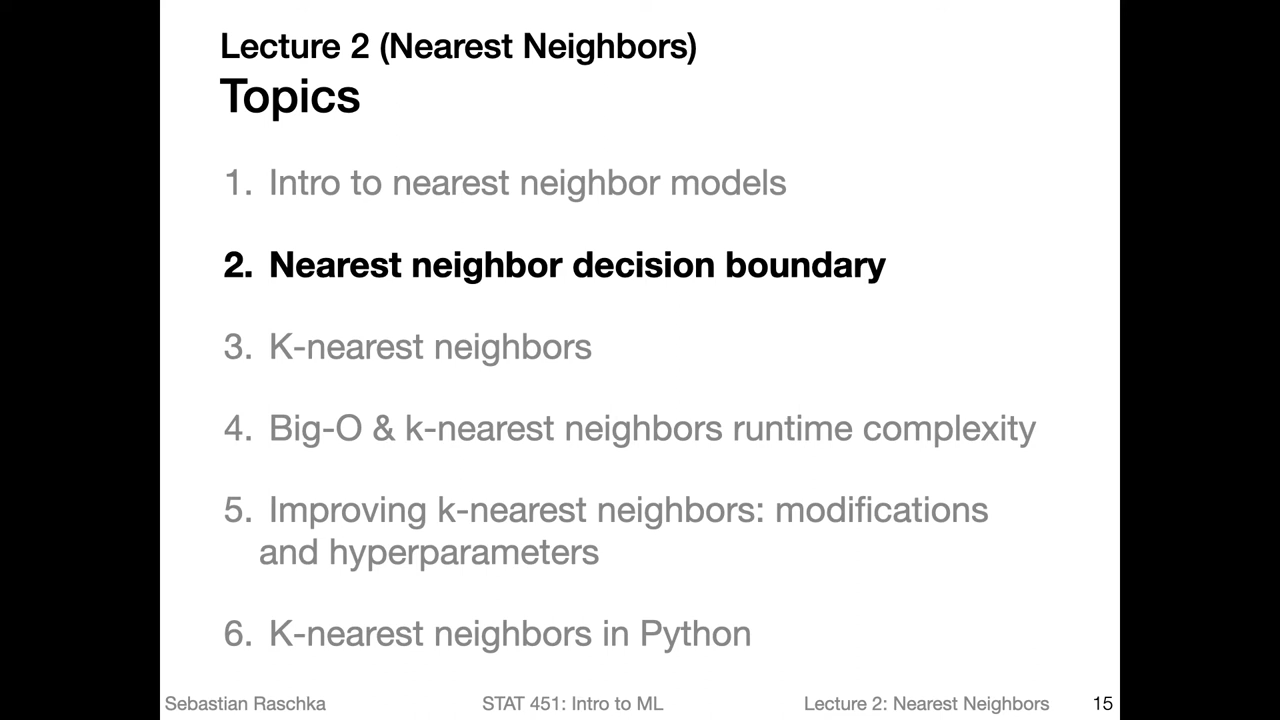 Lecture 2 (Nearest Neighbors)
Topics
1. Intro to nearest neighbor models
2. Nearest neighbor decision boundary
3. K-nearest neighbors
4. Big-O & k-nearest neighbors runtime complexity
5. Improving k-nearest neighbors: modifications
and hyperparameters
6. K-nearest neighbors in Python
Sebastian Raschka STAT 451: Intro to ML Lecture 2: Nearest Neighbors 15